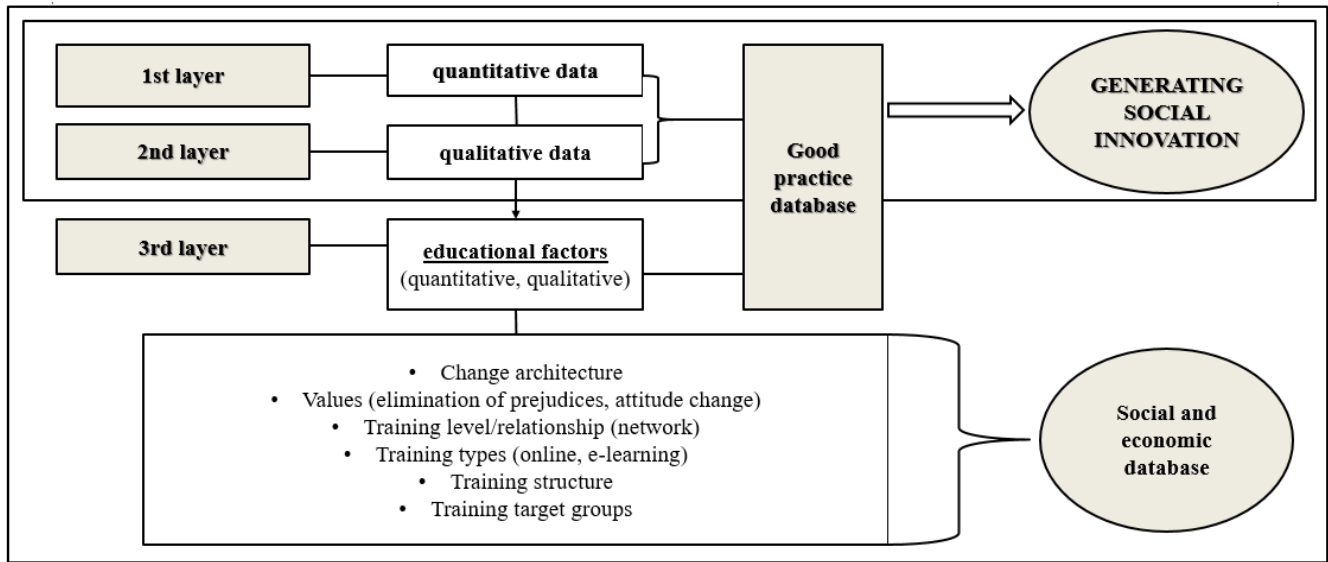 1st layer
quantitative data
2nd layer
qualitative data
Good
practice
database
GENERATING
SOCIAL
INNOVATION
3rd layer
educational factors
(quantitative, qualitative)
• Change architecture
• Values (elimination of prejudices, attitude change)
• Training level/relationship (network)
• Training types (online, e-learning)
• Training structure
• Training target groups
Social and
economic
database